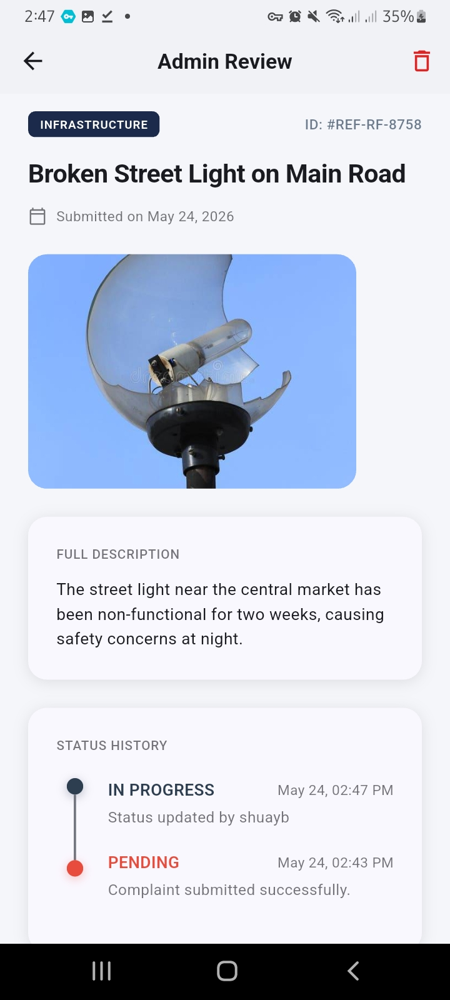 2:47
35%
Admin Review
INFRASTRUCTURE
ID: #REF-RF-8758
Broken Street Light on Main Road
Submitted on May 24, 2026
FULL DESCRIPTION
The street light near the central market has
been non-functional for two weeks, causing
safety concerns at night.
STATUS HISTORY
IN PROGRESS May 24, 02:47 PM
Status updated by shuayb
PENDING May 24, 02:43 PM
Complaint submitted successfully.